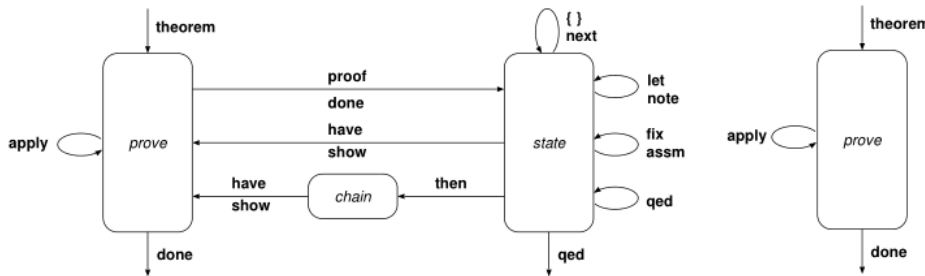 theorem
{ }
next
theorem
proof
done
let
note
apply
prove
have
show
state
fix
assm
apply
prove
have
show
chain
then
qed
done
qed
done